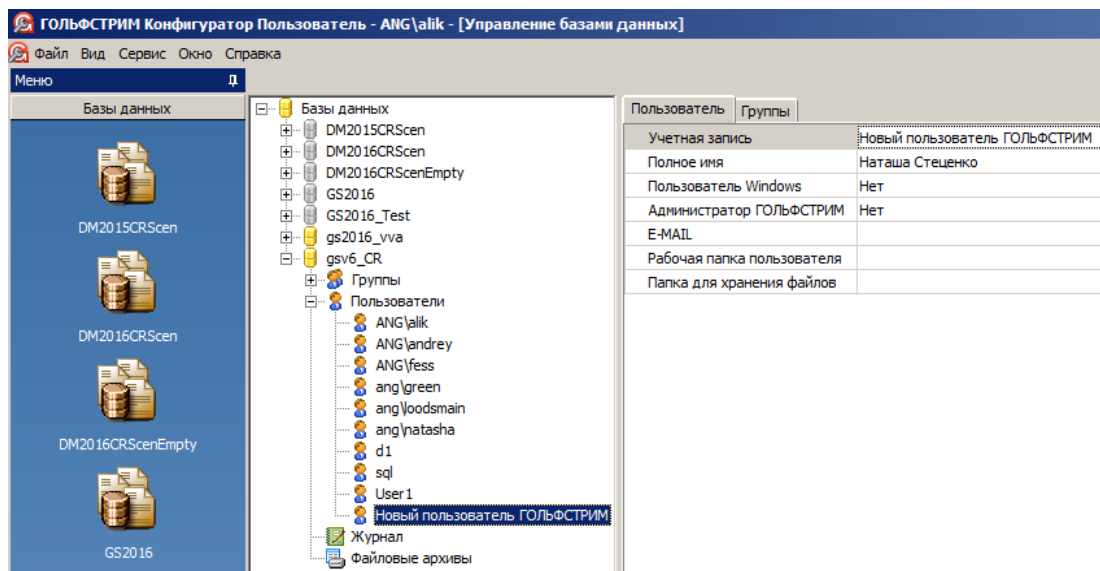 ГОЛЬФСТРИМ Конфигуратор Пользователь - ANG\alik - [Управление базами данных]
Файл Вид Сервис Окно Справка
Меню
Базы данных
DM2015CRScen
DM2016CRScen
DM2016CRScenEmpty
GS2016
Базы данных
DM2015CRScen
DM2016CRScen
DM2016CRScenEmpty
GS2016
GS2016_Test
gs2016_vva
gsv6_CR
Группы
Пользователи
ANG\alik
ANG\andrey
ANG\fess
ang\green
ang\loodsmain
ang\natasha
d1
sql
User1
Новый пользователь ГОЛЬФСТРИМ
Журнал
Файловые архивы
Пользователь Группы
Учетная запись Новый пользователь ГОЛЬФСТРИМ
Полное имя Наташа Стеценко
Пользователь Windows Нет
Администратор ГОЛЬФСТРИМ Нет
E-MAIL
Рабочая папка пользователя
Папка для хранения файлов